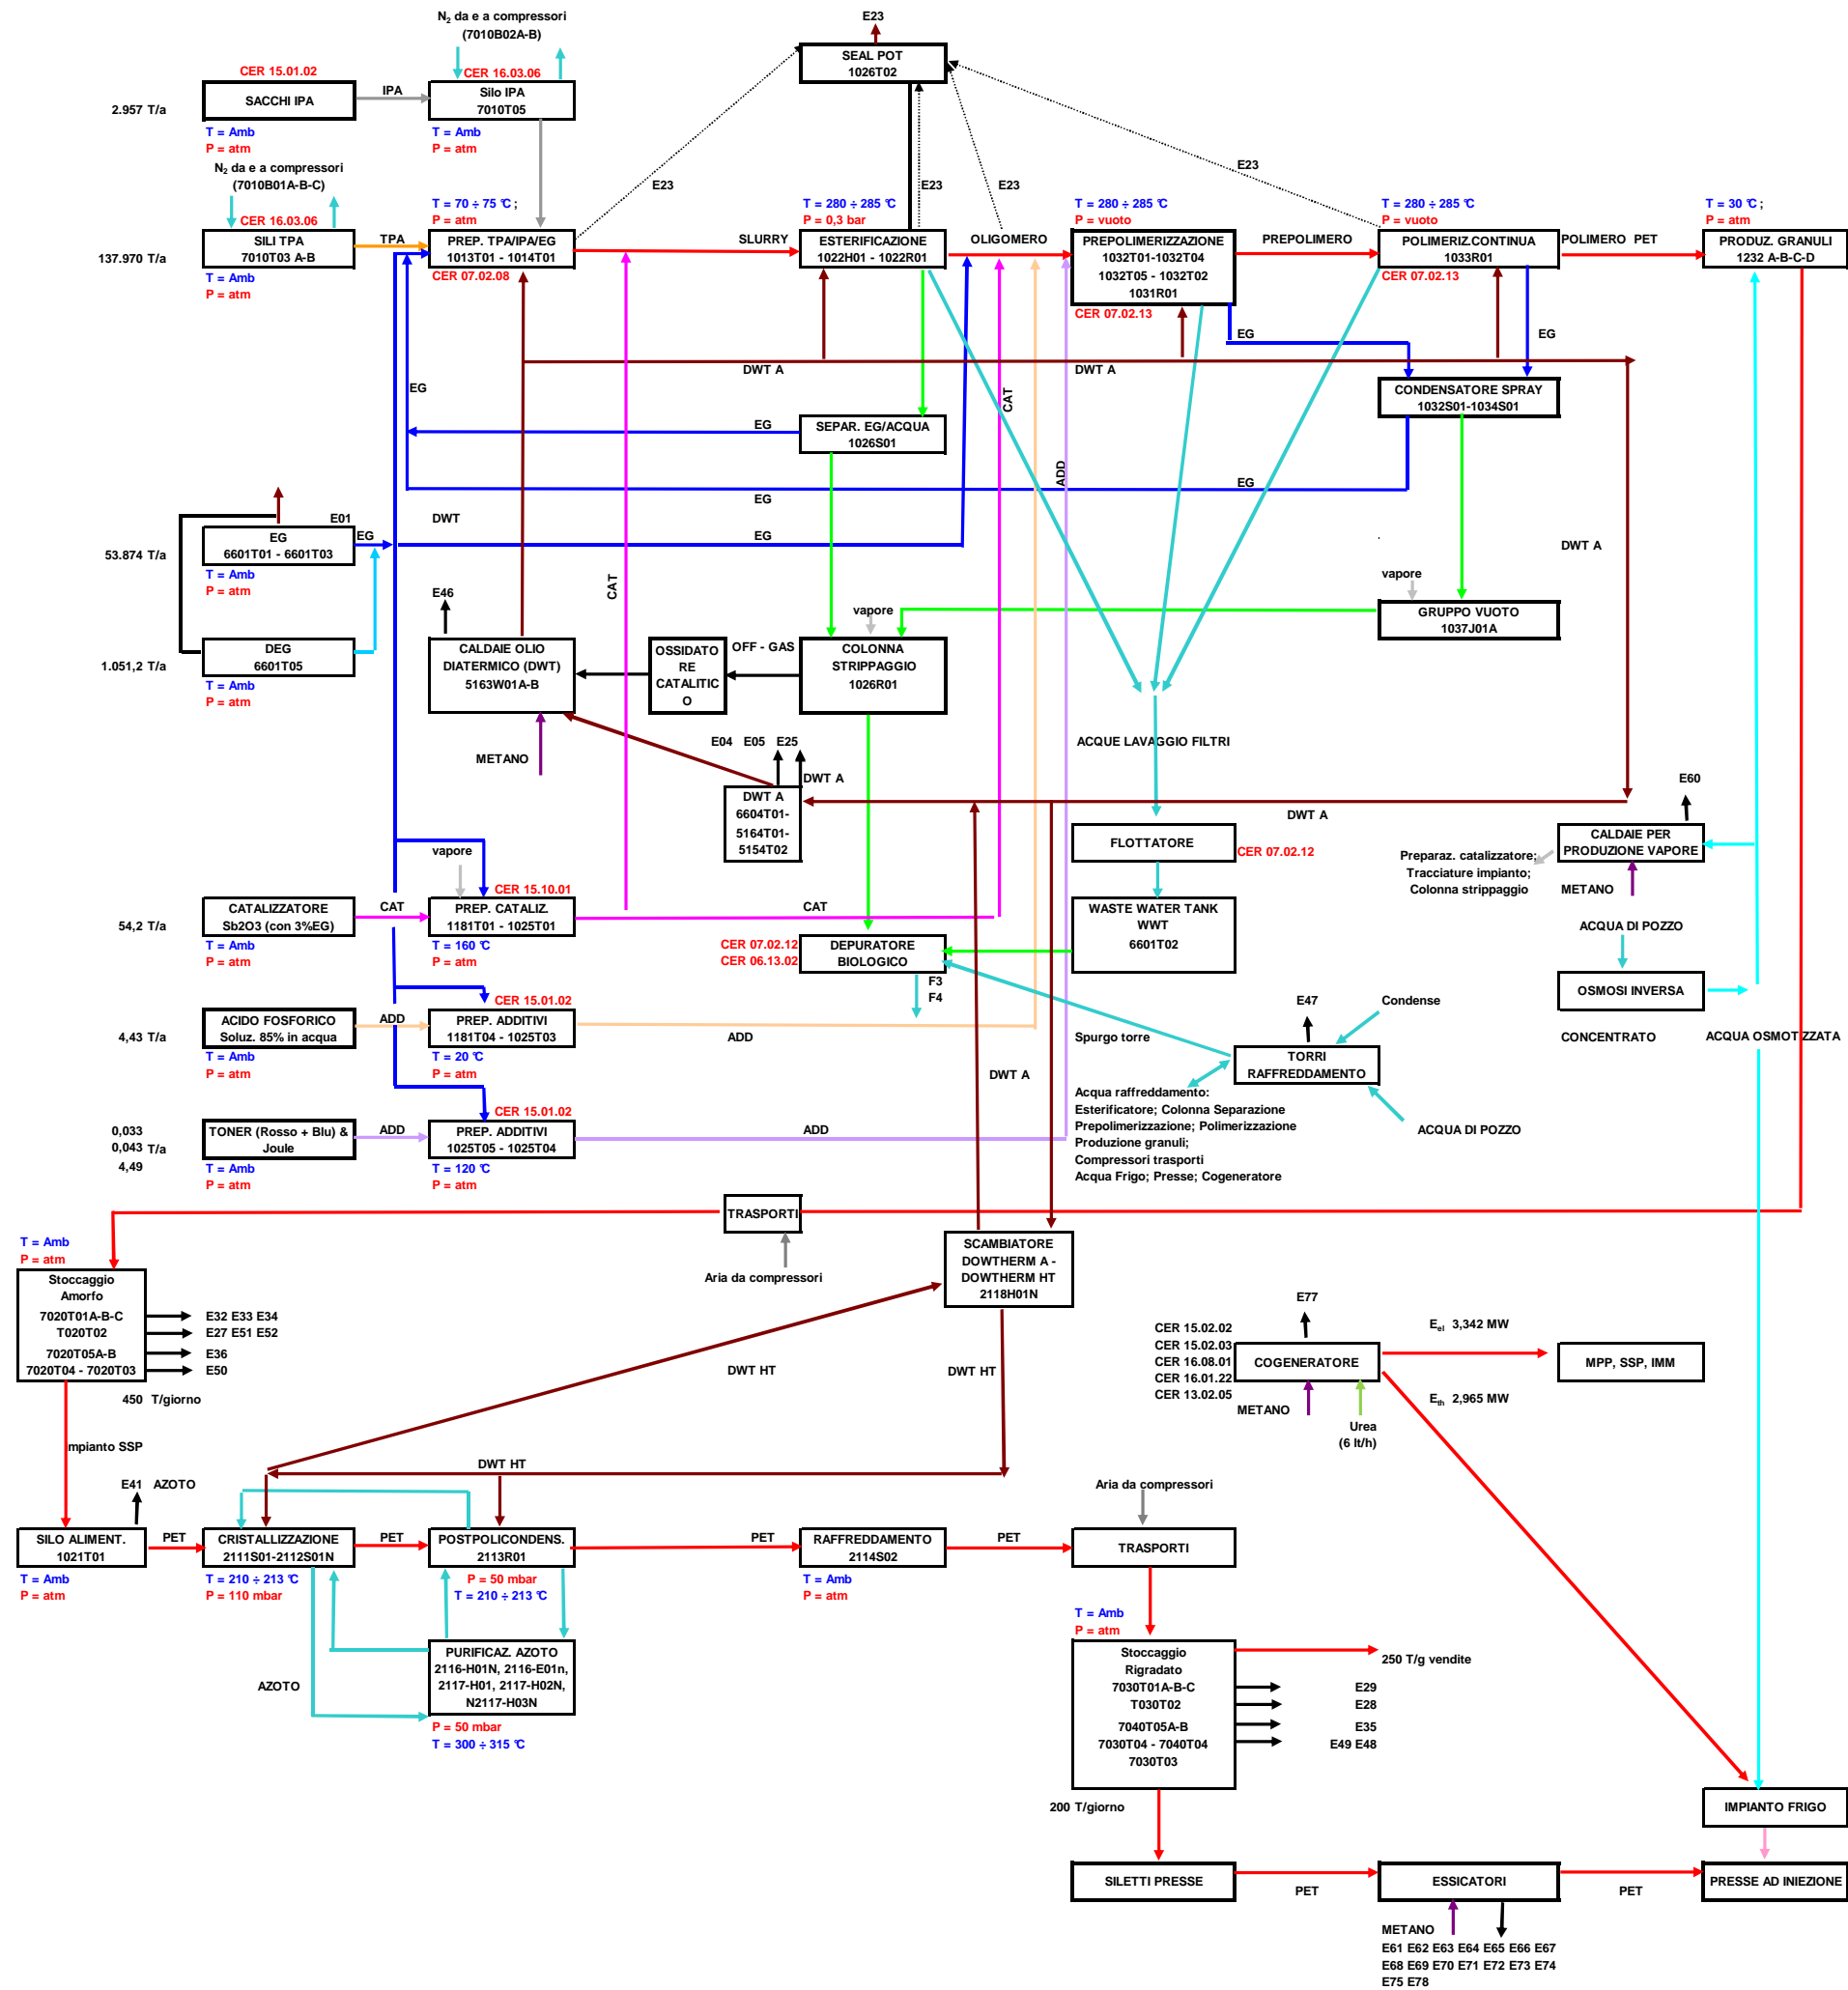 N2 da e a compressori
(7010B02A-B)
E23
SEAL POT
1026T02
CER 15.01.02
CER 16.03.06
SACCHI IPA
IPA
Silo IPA
7010T05
2.957 T/a
T = Amb
P = atm
T = Amb
P = atm
N2 da e a compressori
(7010B01A-B-C)
E23
E23
E23
E23
CER 16.03.06
T = 70 ÷ 75 °C ;
P = atm
T = 280 ÷ 285 °C
P = 0,3 bar
T = 280 ÷ 285 °C
P = vuoto
T = 280 ÷ 285 °C
P = vuoto
T = 30 °C ;
P = atm
SILI TPA
7010T03 A-B
TPA
PREP. TPA/IPA/EG
1013T01 - 1014T01
SLURRY
ESTERIFICAZIONE
1022H01 - 1022R01
OLIGOMERO
PREPOLIMERIZZAZIONE
1032T01-1032T04
1032T05 - 1032T02
1031R01
PREPOLIMERO
POLIMERIZ.CONTINUA
1033R01
POLIMERO PET
PRODUZ. GRANULI
1232 A-B-C-D
137.970 T/a
T = Amb
P = atm
CER 07.02.08
CER 07.02.13
CER 07.02.13
EG
EG
DWT A
DWT A
EG
CAT
CONDENSATORE SPRAY
1032S01-1034S01
EG
SEPAR. EG/ACQUA
1026S01
ADD
EG
EG
E01
DWT
EG
6601T01 - 6601T03
EG
EG
53.874 T/a
DWT A
T = Amb
P = atm
CAT
vapore
E46
vapore
GRUPPO VUOTO
1037J01A
DEG
6601T05
1.051,2 T/a
CALDAIE OLIO
DIATERMICO (DWT)
5163W01A-B
OSSIDATO
RE
CATALITIC
O
OFF - GAS
COLONNA
STRIPPAGGIO
1026R01
T = Amb
P = atm
METANO
E04 E05 E25
ACQUE LAVAGGIO FILTRI
DWT A
E60
DWT A
6604T01-
5164T01-
5154T02
DWT A
FLOTTATORE
CER 07.02.12
CALDAIE PER
PRODUZIONE VAPORE
Preparaz. catalizzatore;
Tracciature impianto;
Colonna strippaggio
METANO
vapore
CER 15.10.01
CATALIZZATORE
Sb2O3 (con 3%EG)
CAT
PREP. CATALIZ.
1181T01 - 1025T01
CAT
WASTE WATER TANK
WWT
6601T02
54,2 T/a
T = Amb
P = atm
T = 160 °C
P = atm
CER 07.02.12
CER 06.13.02
DEPURATORE
BIOLOGICO
F3
F4
ACQUA DI POZZO
OSMOSI INVERSA
CER 15.01.02
E47
Condense
ACIDO FOSFORICO
Soluz. 85% in acqua
ADD
PREP. ADDITIVI
1181T04 - 1025T03
ADD
4,43 T/a
T = Amb
P = atm
T = 20 °C
P = atm
Spurgo torre
CONCENTRATO
ACQUA OSMOTIZZATA
TORRI
RAFFREDDAMENTO
DWT A
Acqua raffreddamento:
Esterificatore; Colonna Separazione
Prepolimerizzazione; Polimerizzazione
Produzione granuli;
Compressori trasporti
Acqua Frigo; Presse; Cogeneratore
ACQUA DI POZZO
CER 15.01.02
0,033
0,043 T/a
4,49
TONER (Rosso + Blu) &
Joule
ADD
PREP. ADDITIVI
1025T05 - 1025T04
ADD
T = Amb
P = atm
T = 120 °C
P = atm
TRASPORTI
Aria da compressori
T = Amb
P = atm
SCAMBIATORE
DOWTHERM A -
DOWTHERM HT
2118H01N
Stoccaggio
Amorfo
7020T01A-B-C
T020T02
7020T05A-B
7020T04 - 7020T03
E32 E33 E34
E27 E51 E52
E36
E50
E77
CER 15.02.02
CER 15.02.03
CER 16.08.01
CER 16.01.22
CER 13.02.05
COGENERATORE
Eel 3,342 MW
MPP, SSP, IMM
DWT HT
DWT HT
Eth 2,965 MW
METANO
Urea
(6 lt/h)
450 T/giorno
mpianto SSP
DWT HT
E41 AZOTO
Aria da compressori
SILO ALIMENT.
1021T01
PET
CRISTALLIZZAZIONE
2111S01-2112S01N
PET
POSTPOLICONDENS.
2113R01
PET
RAFFREDDAMENTO
2114S02
PET
TRASPORTI
T = Amb
P = atm
T = 210 ÷ 213 °C
P = 110 mbar
P = 50 mbar
T = 210 ÷ 213 °C
T = Amb
P = atm
T = Amb
P = atm
PURIFICAZ. AZOTO
2116-H01N, 2116-E01n,
2117-H01, 2117-H02N,
N2117-H03N
AZOTO
P = 50 mbar
T = 300 ÷ 315 °C
Stoccaggio
Rigradato
7030T01A-B-C
T030T02
7040T05A-B
7030T04 - 7040T04
7030T03
250 T/g vendite
E29
E28
E35
E49 E48
200 T/giorno
IMPIANTO FRIGO
SILETTI PRESSE
PET
ESSICATORI
PET
PRESSE AD INIEZIONE
METANO
E61 E62 E63 E64 E65 E66 E67
E68 E69 E70 E71 E72 E73 E74
E75 E78